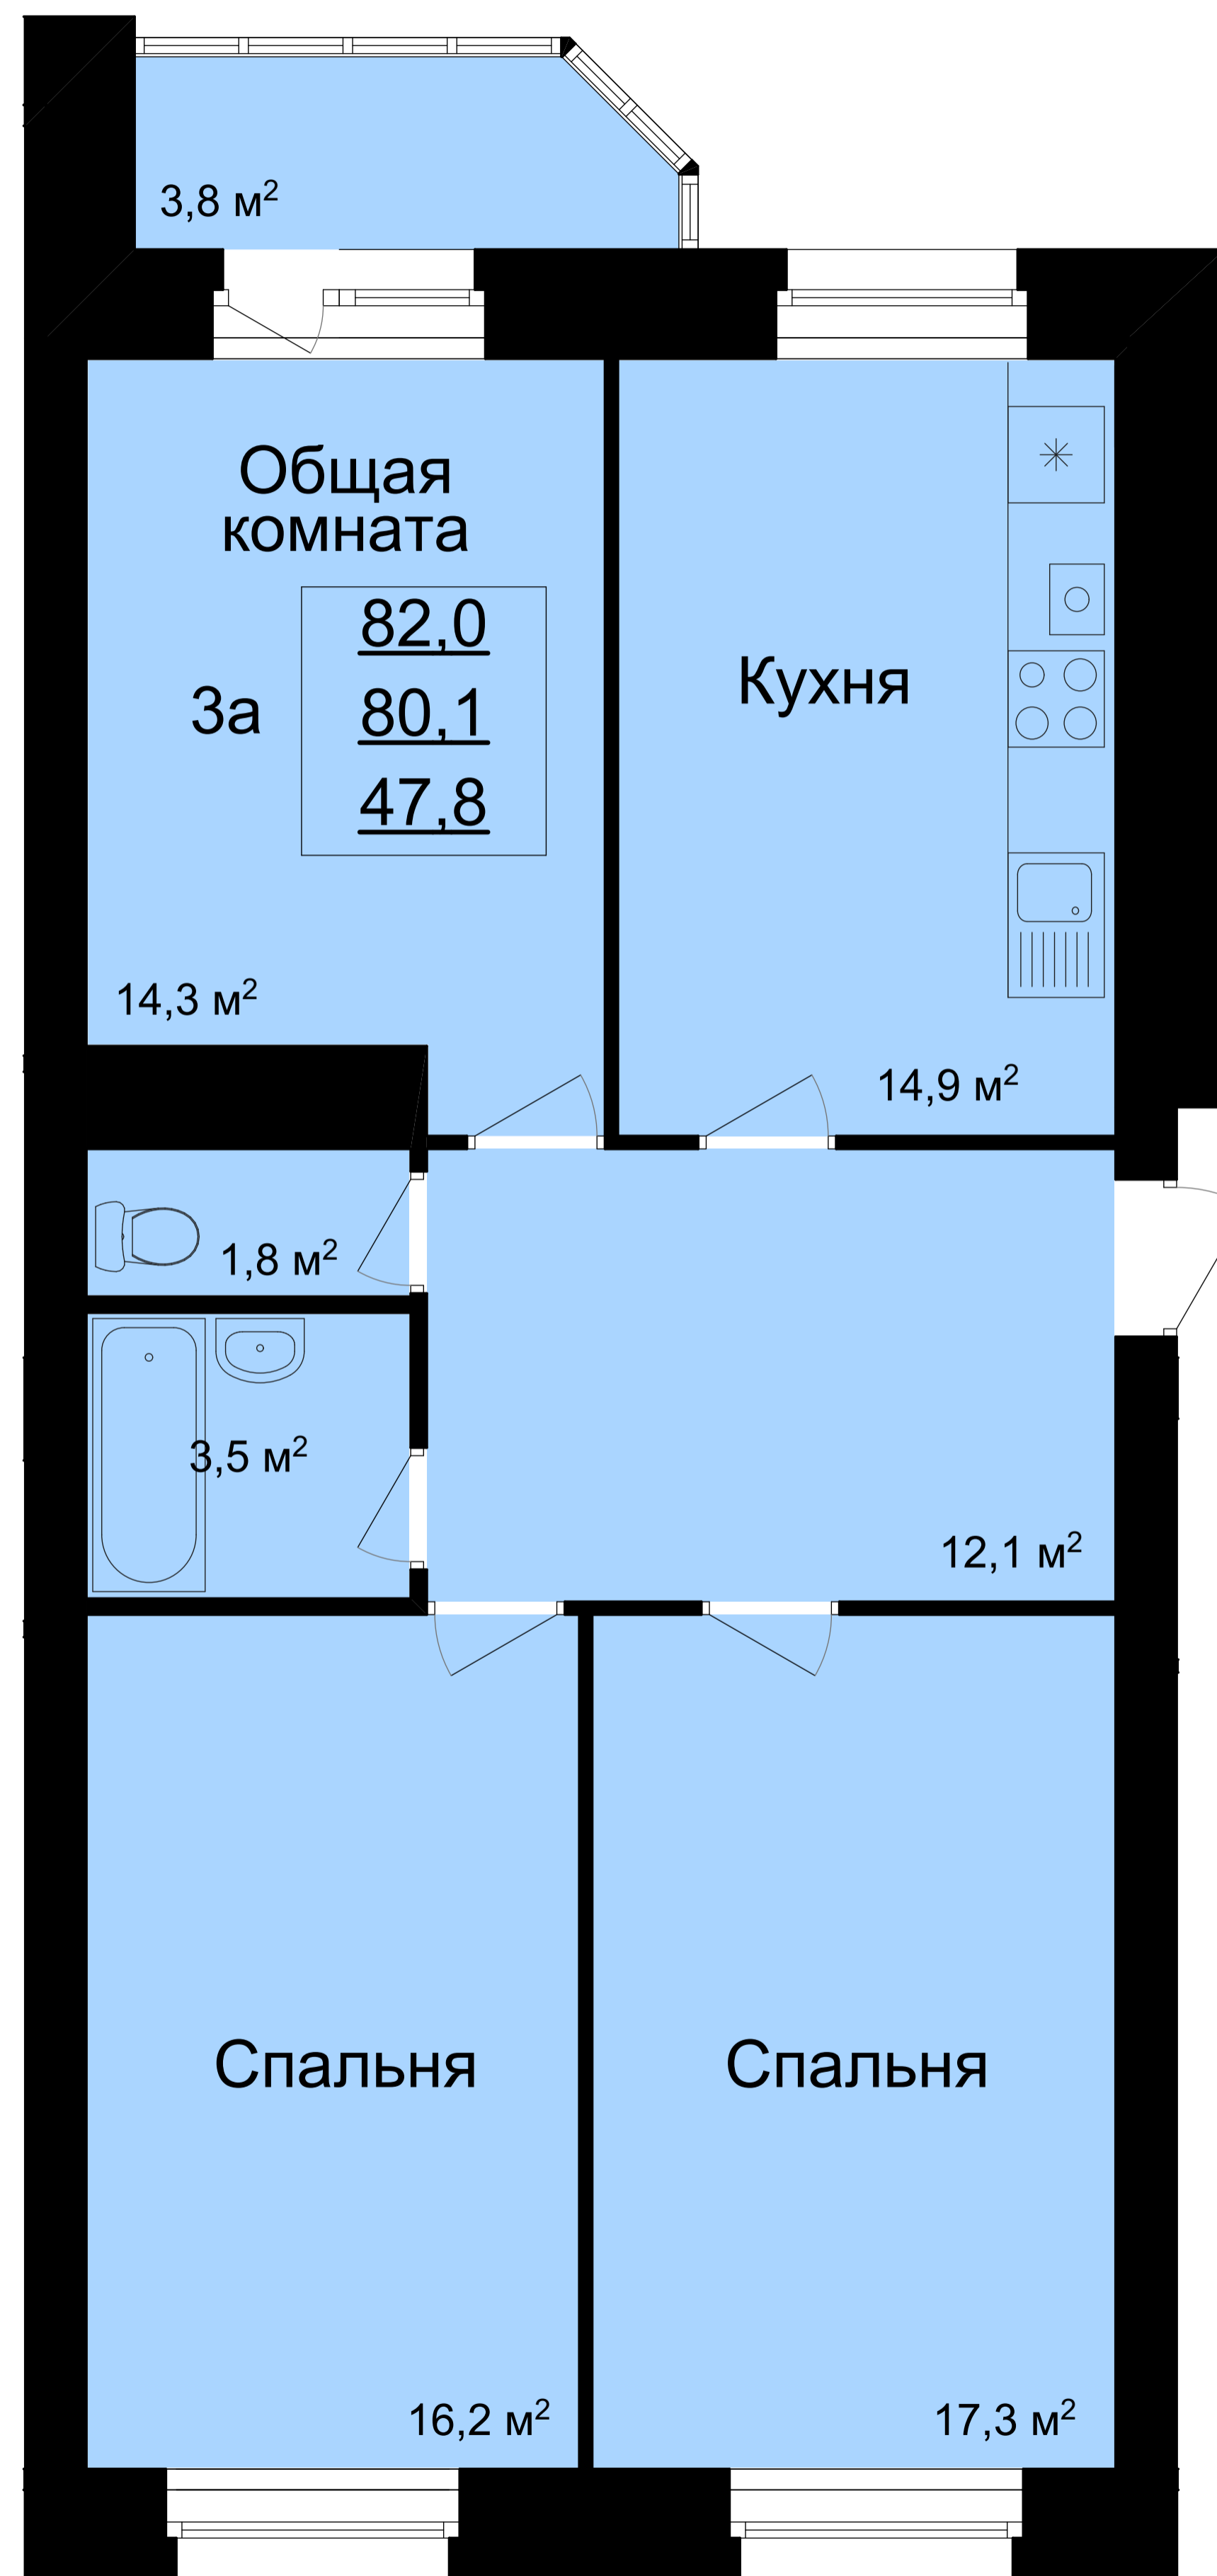 3,8 м²
Общая
комната
82,0
3а
80,1
47,8
Кухня
14,3 м²
14,9 м²
1,8 м²
3,5 м²
12,1 м²
Спальня
Спальня
16,2 м²
17,3 м²